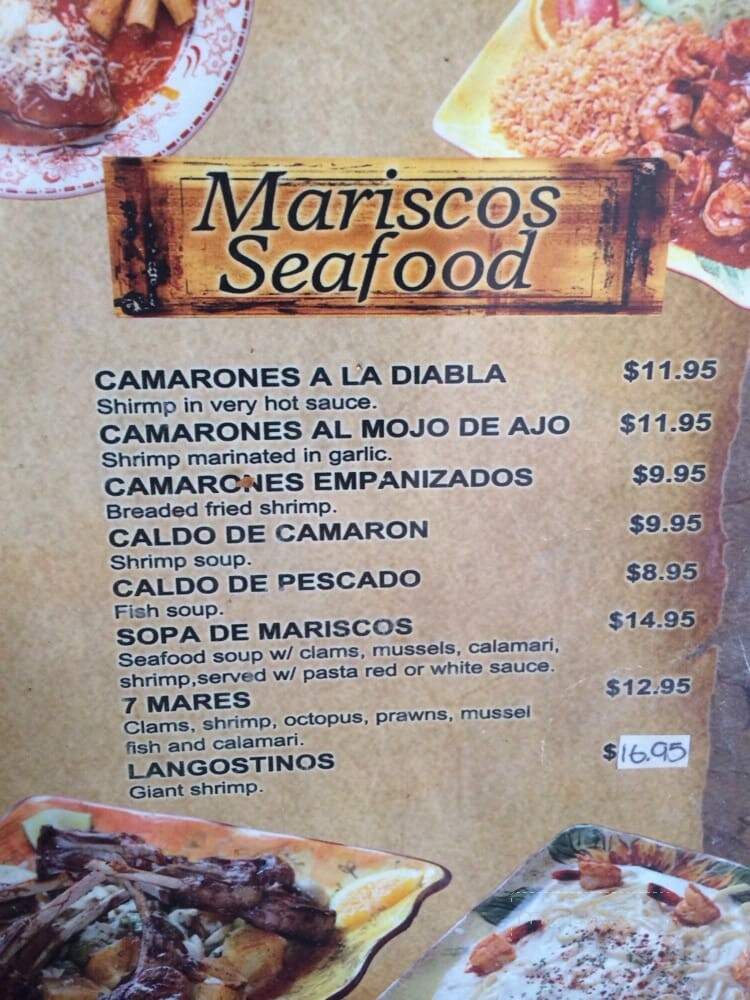 Mariscos
Seafood
CAMARONES A LA DIABLA $11.95
Shirmp in very hot sauce.
CAMARONES AL MOJO DE AJO $11.95
Shrimp marinated in garlic.
CAMARONES EMPANIZADOS $9.95
Breaded fried shrimp.
CALDO DE CAMARON $9.95
Shrimp soup.
CALDO DE PESCADO $8.95
Fish soup.
SOPA DE MARISCOS $14.95
Seafood soup w/ clams, mussels, calamari,
shrimp,served w/ pasta red or white sauce.
7 MARES $12.95
Clams, shrimp, octopus, prawns, mussel
fish and calamari.
LANGOSTINOS $16.95
Giant shrimp.